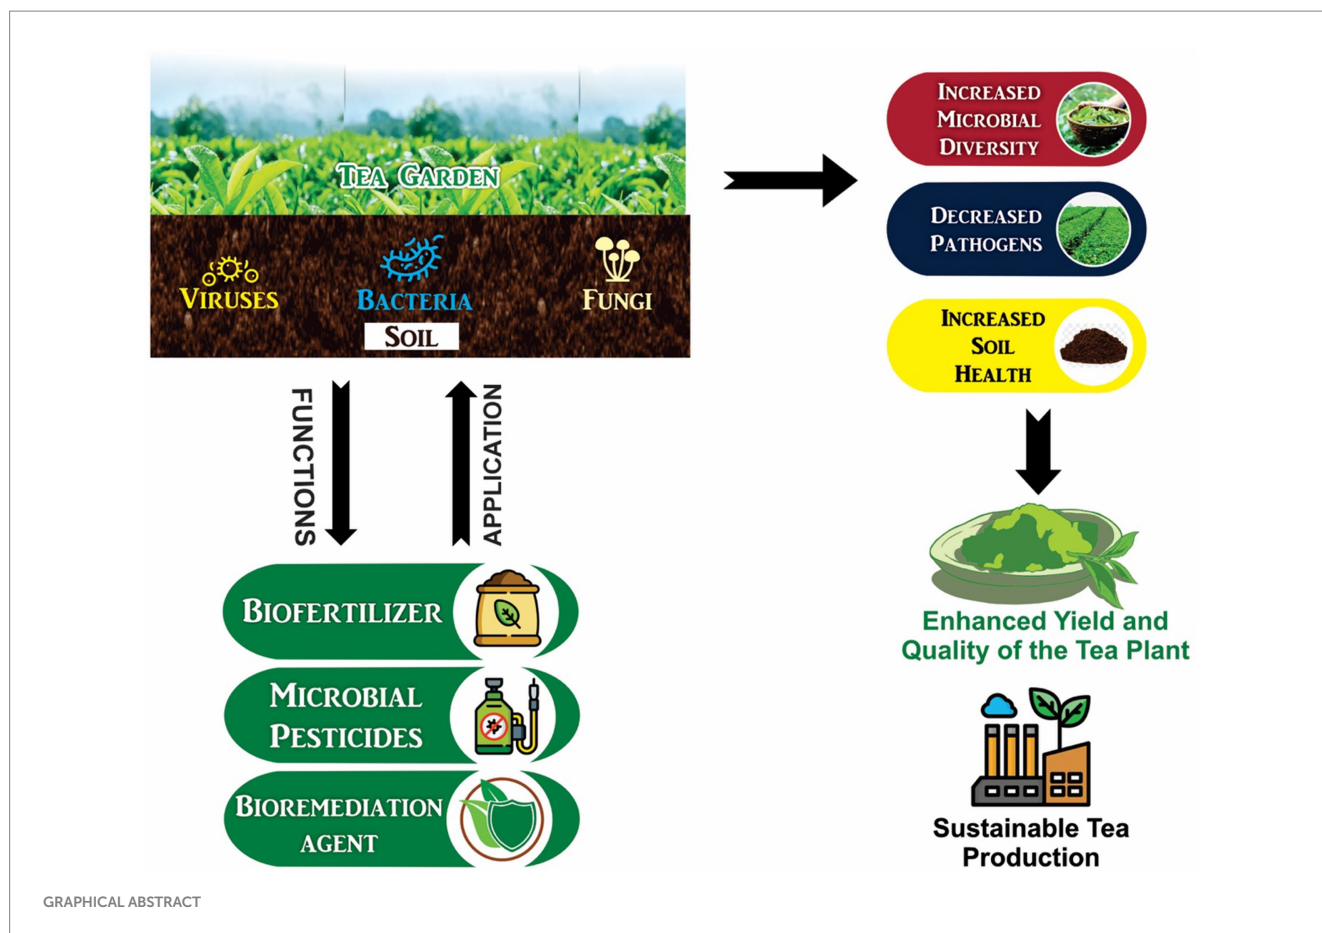 TEA GARDEN
VIRUSES
BACTERIA
FUNGI
SOIL
FUNCTIONS
APPLICATION
BIOFERTILIZER
MICROBIAL
PESTICIDES
BIOREMEDIATION
AGENT
INCREASED
MICROBIAL
DIVERSITY
DECREASED
PATHOGENS
INCREASED
SOIL
HEALTH
Enhanced Yield and
Quality of the Tea Plant
Sustainable Tea
Production
GRAPHICAL ABSTRACT